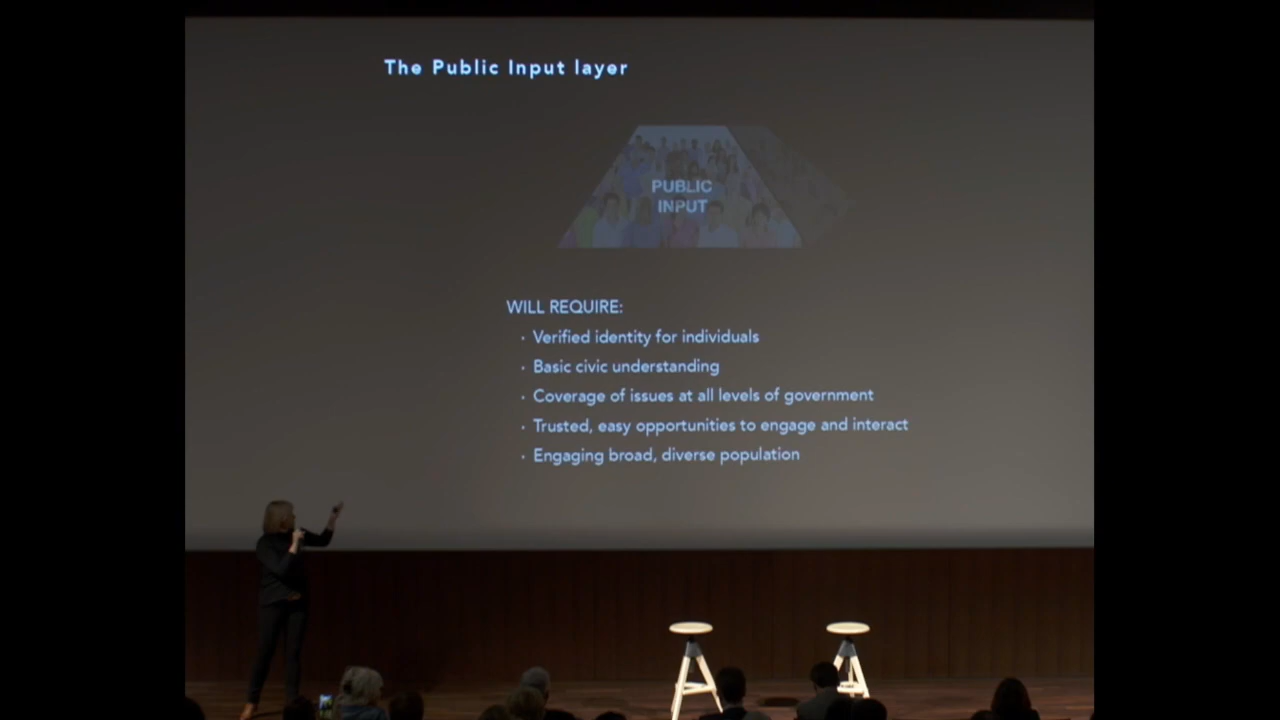 The Public Input layer
PUBLIC
INPUT
WILL REQUIRE:
· Verified identity for individuals
· Basic civic understanding
· Coverage of issues at all levels of government
· Trusted, easy opportunities to engage and interact
· Engaging broad, diverse population